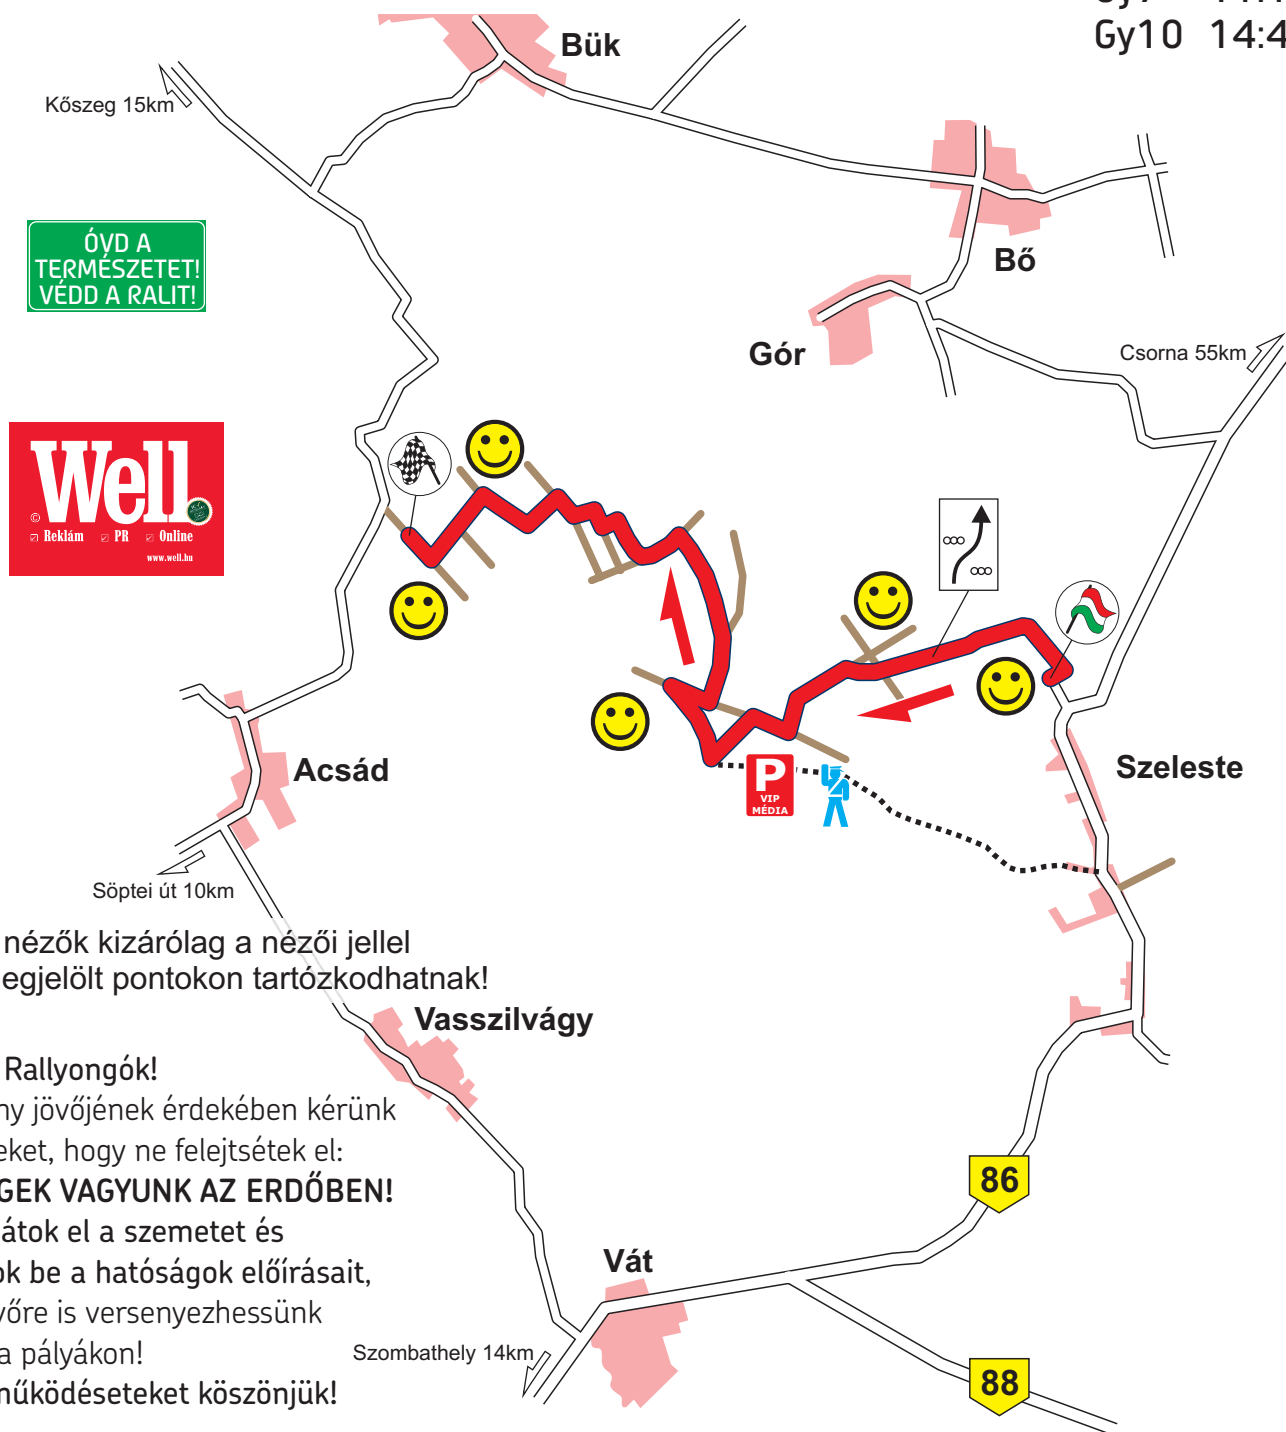 Gy10 14:4
Bük
Kőszeg 15km
ÓVD A
TERMÉSZETET!
VÉDD A RALIT!
Bő
Gór
Csorna 55km
Well
©
Reklám PR Online
www.well.hu
Acsád
Szeleste
P
VIP
MÉDIA
Söptei út 10km
nézők kizárólag a nézői jellel
egjelölt pontokon tartózkodhatnak!
Vasszilvágy
Rallyongók!
ny jövőjének érdekében kérünk
eket, hogy ne felejtsétek el:
GEK VAGYUNK AZ ERDŐBEN!
átok el a szemetet és
ok be a hatóságok előírásait,
vőre is versenyezhessünk
a pályákon!
működéseteket köszönjük!
86
Vát
Szombathely 14km
88